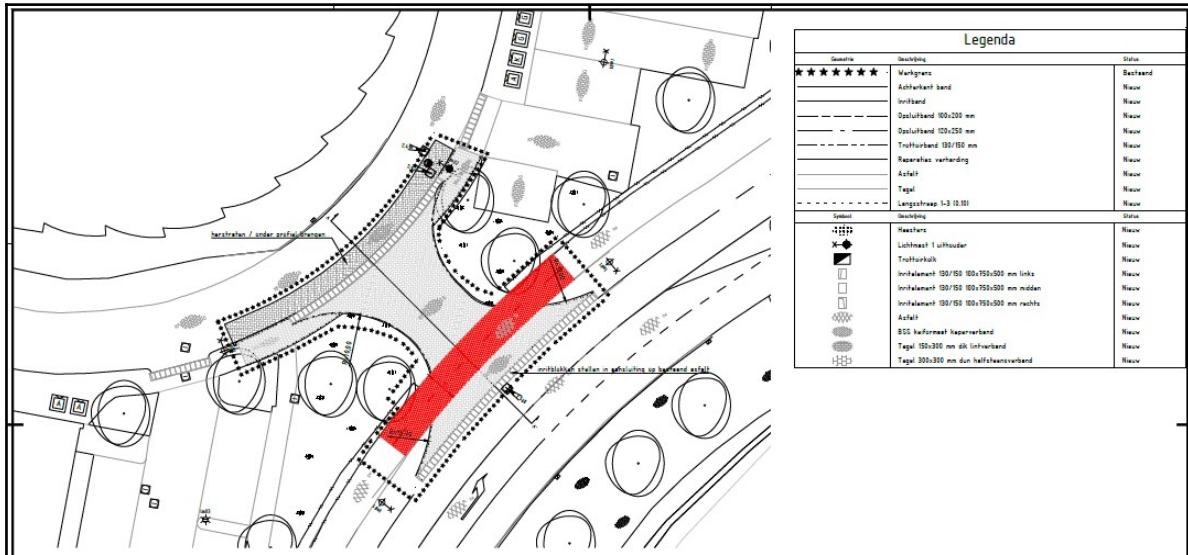 Legenda
Geometrie Omschrijving Status
Werkgrens Bestaand
Achterkant band Nieuw
Inritband Nieuw
Opsluitband 100x200 mm Nieuw
Opsluitband 120x250 mm Nieuw
Trottoirband 130/150 mm Nieuw
Reparaties verharding Nieuw
Asfalt Nieuw
Tegel Nieuw
Langsstreep 1-3 (0.10) Nieuw
Symbool Omschrijving Status
Heesters Nieuw
Lichtmast 1 uithouder Nieuw
Trottoirkolk Nieuw
Inritelement 130/150 100x750x500 mm links Nieuw
Inritelement 130/150 100x750x500 mm midden Nieuw
Inritelement 130/150 100x750x500 mm rechts Nieuw
Asfalt Nieuw
BSS keiformaat keperverband Nieuw
Tegel 150x300 mm dik lintverband Nieuw
Tegel 300x300 mm dun halfsteensverband Nieuw
G
G
K
A
herstraten / onder profiel brengen
inritblokken stellen in aansluiting op bestaand asfalt
A A